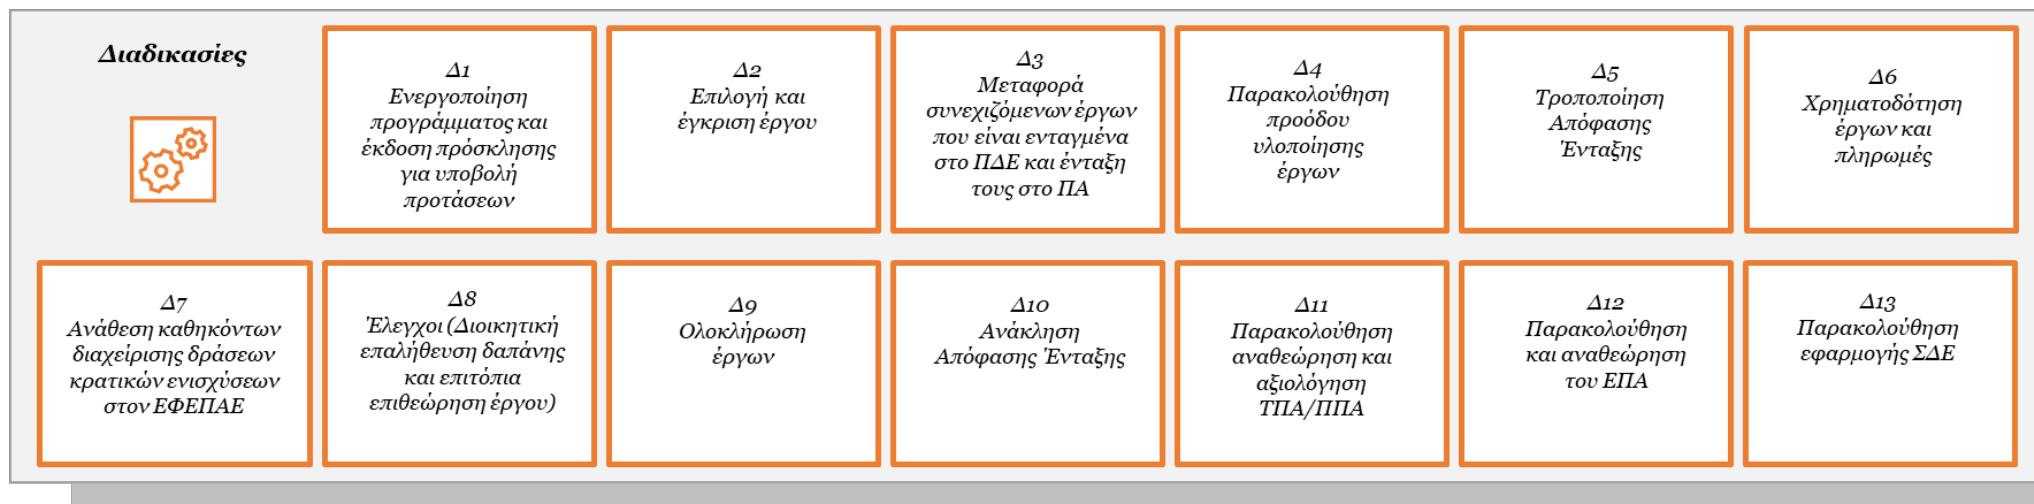 Διαδικασίες
Δ1
Ενεργοποίηση
προγράμματος και
έκδοση πρόσκλησης
για υποβολή
προτάσεων
Δ2
Επιλογή και
έγκριση έργου
Δ3
Μεταφορά
συνεχιζόμενων έργων
που είναι ενταγμένα
στο ΠΔΕ και ένταξη
τους στο ΠΑ
Δ4
Παρακολούθηση
προόδου
υλοποίησης
έργων
Δ5
Τροποποίηση
Απόφασης
Ένταξης
Δ6
Χρηματοδότηση
έργων και
πληρωμές
Δ7
Ανάθεση καθηκόντων
διαχείρισης δράσεων
κρατικών ενισχύσεων
στον ΕΦΕΠΑΕ
Δ8
Έλεγχοι (Διοικητική
επαλήθευση δαπάνης
και επιτόπια
επιθεώρηση έργου)
Δ9
Ολοκλήρωση
έργων
Δ10
Ανάκληση
Απόφασης Ένταξης
Δ11
Παρακολούθηση
αναθεώρηση και
αξιολόγηση
ΤΠΑ/ΠΠΑ
Δ12
Παρακολούθηση
και αναθεώρηση
του ΕΠΑ
Δ13
Παρακολούθηση
εφαρμογής ΣΔΕ